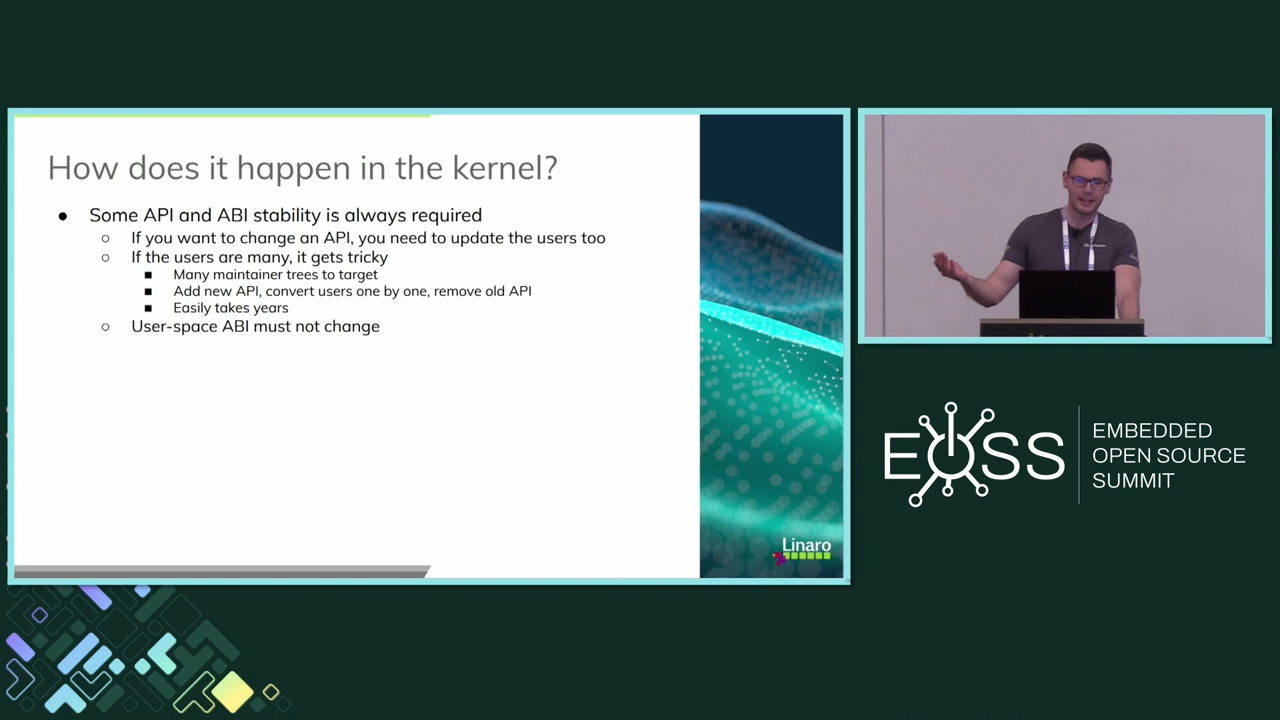 How does it happen in the kernel?
● Some API and ABI stability is always required
○ If you want to change an API, you need to update the users too
○ If the users are many, it gets tricky
■ Many maintainer trees to target
■ Add new API, convert users one by one, remove old API
■ Easily takes years
○ User-space ABI must not change
Linaro
EOSS
EMBEDDED
OPEN SOURCE
SUMMIT